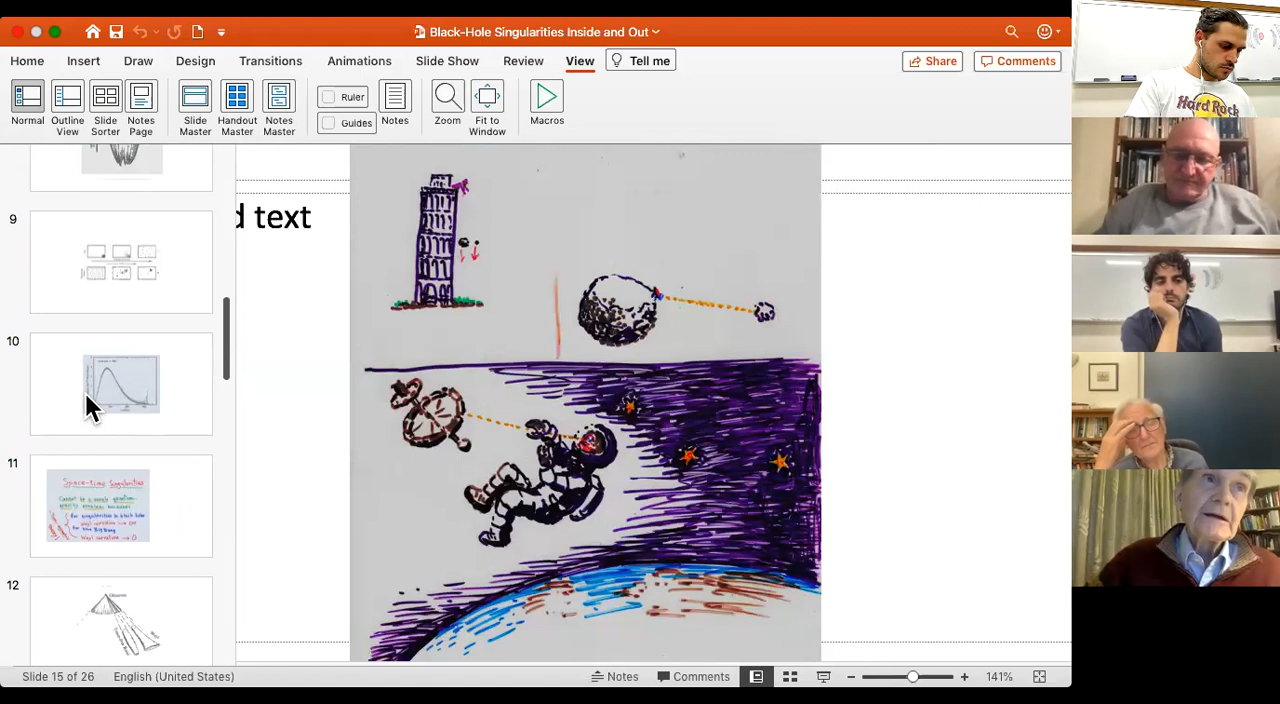 Black-Hole Singularities Inside and Out
Home Insert Draw Design Transitions Animations Slide Show Review View Tell me Share Comments
Normal
Outline View
Slide Sorter
Notes Page
Slide Master
Handout Master
Notes Master
Ruler
Guides
Notes
Zoom
Fit to Window
Macros
Hard Rock
d text
9
10
11
Space-time Singularities
12
Slide 15 of 26 English (United States) Notes Comments 141%